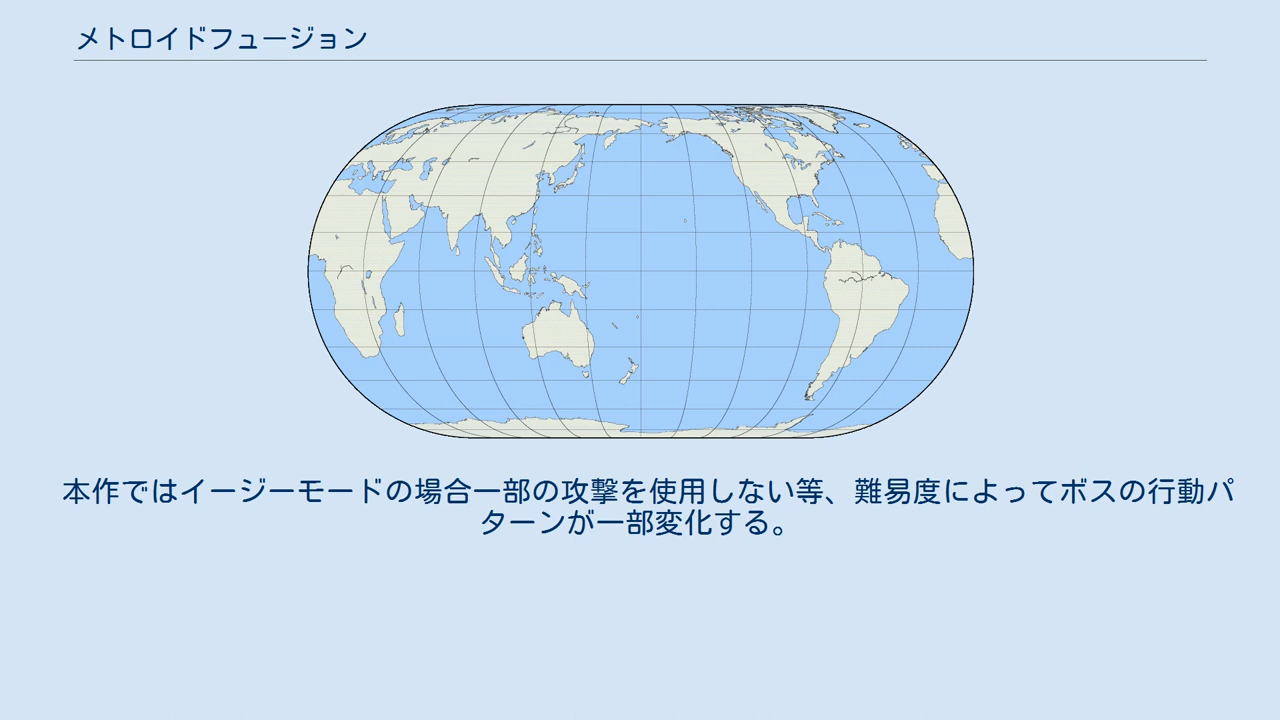 メトロイドフュージョン
本作ではイージーモードの場合一部の攻撃を使用しない等、難易度によってボスの行動パ
ターンが一部変化する。